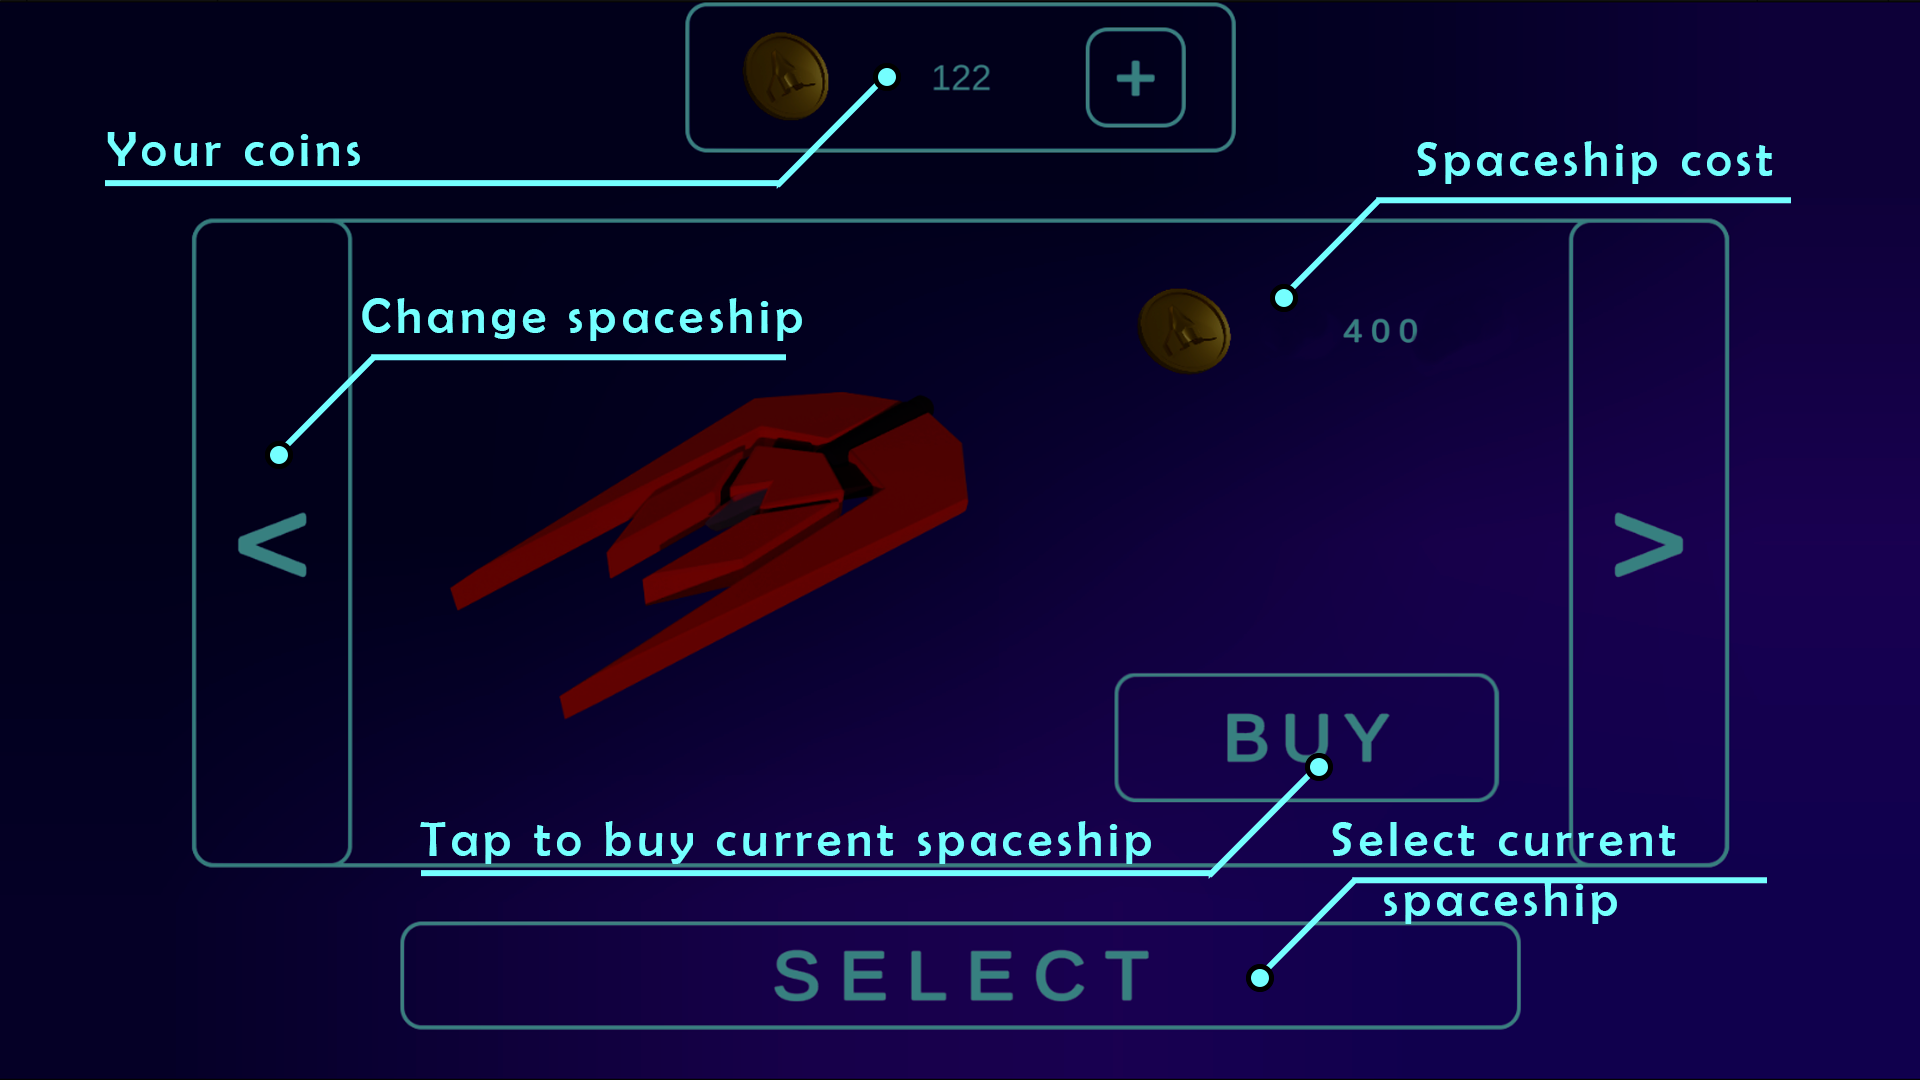 122
+
Your coins
Spaceship cost
Change spaceship
400
<
>
BUY
Tap to buy current spaceship
Select current
spaceship
SELECT